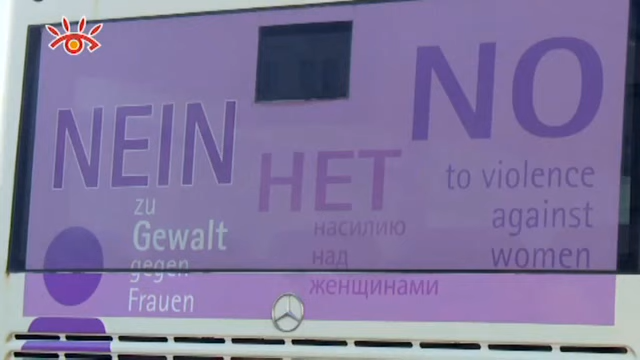 NEIN
zu
Gewalt
gegen
Frauen
НЕТ
насилию
над
женщинами
NO
to violence
against
women